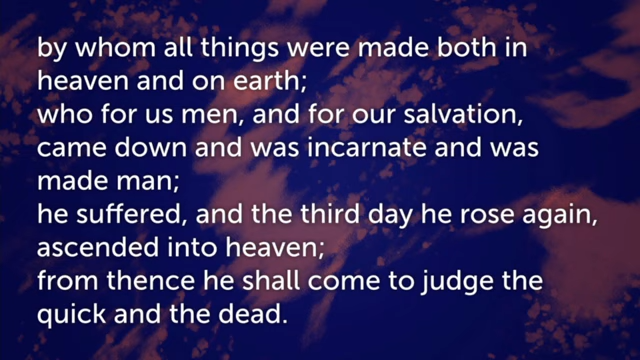 by whom all things were made both in
heaven and on earth;
who for us men, and for our salvation,
came down and was incarnate and was
made man;
he suffered, and the third day he rose again,
ascended into heaven;
from thence he shall come to judge the
quick and the dead.